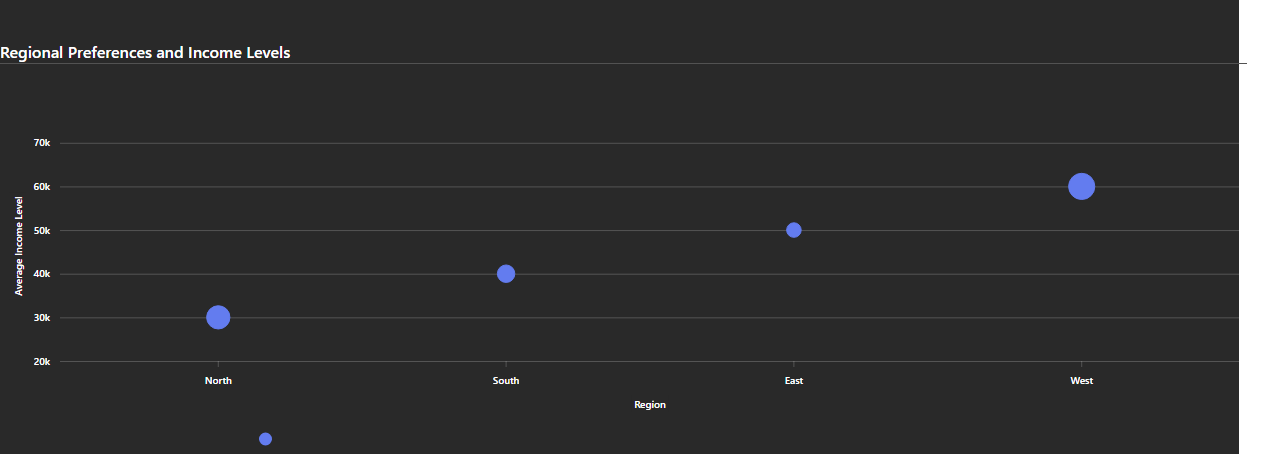 Regional Preferences and Income Levels
70k
60k
50k
40k
30k
20k
Average Income Level
North South East West
Region